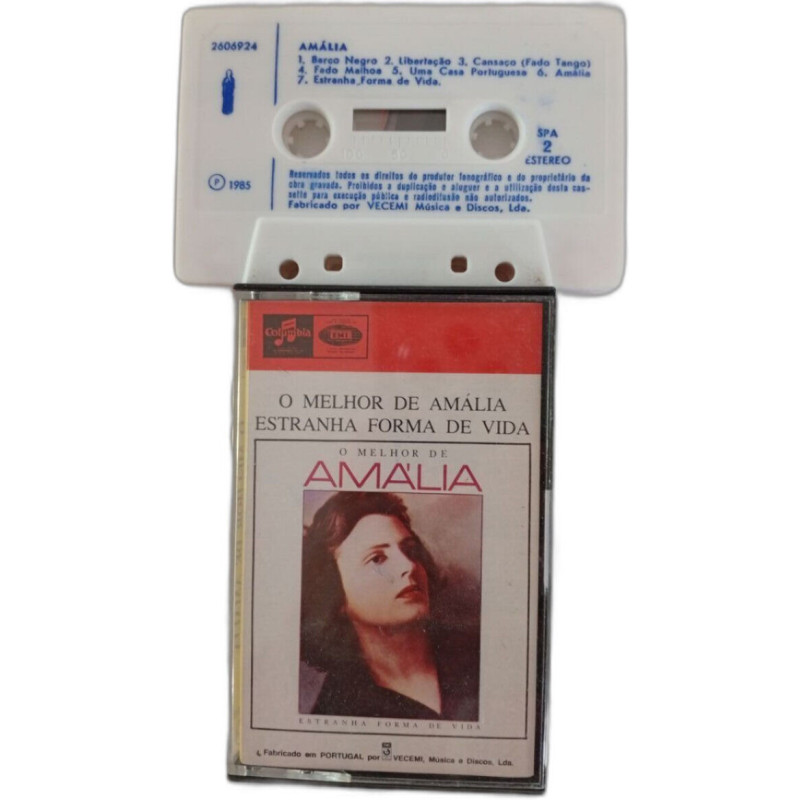 2606924
AMÁLIA
1. Barco Negro 2. Libertação 3. Cansaço (Fado Tango)
4. Fado Malhoa 5. Uma Casa Portuguesa 6. Amália
7. Estranha Forma de Vida.
SPA
2
ESTEREO
Ⓟ 1985
Reservados todos os direitos do produtor fonográfico e do proprietário da
obra gravada. Proibidos a duplicação e aluguer e a utilização desta cas-
sette para execução pública e radiodifusão não autorizados.
Fabricado por VECEMI Música e Discos, Lda.
Columbia
EMI
O MELHOR DE AMÁLIA
ESTRANHA FORMA DE VIDA
O MELHOR DE
AMÁLIA
ESTRANHA FORMA DE VIDA
Fabricado em PORTUGAL por VECEMI, Música e Discos, Lda.